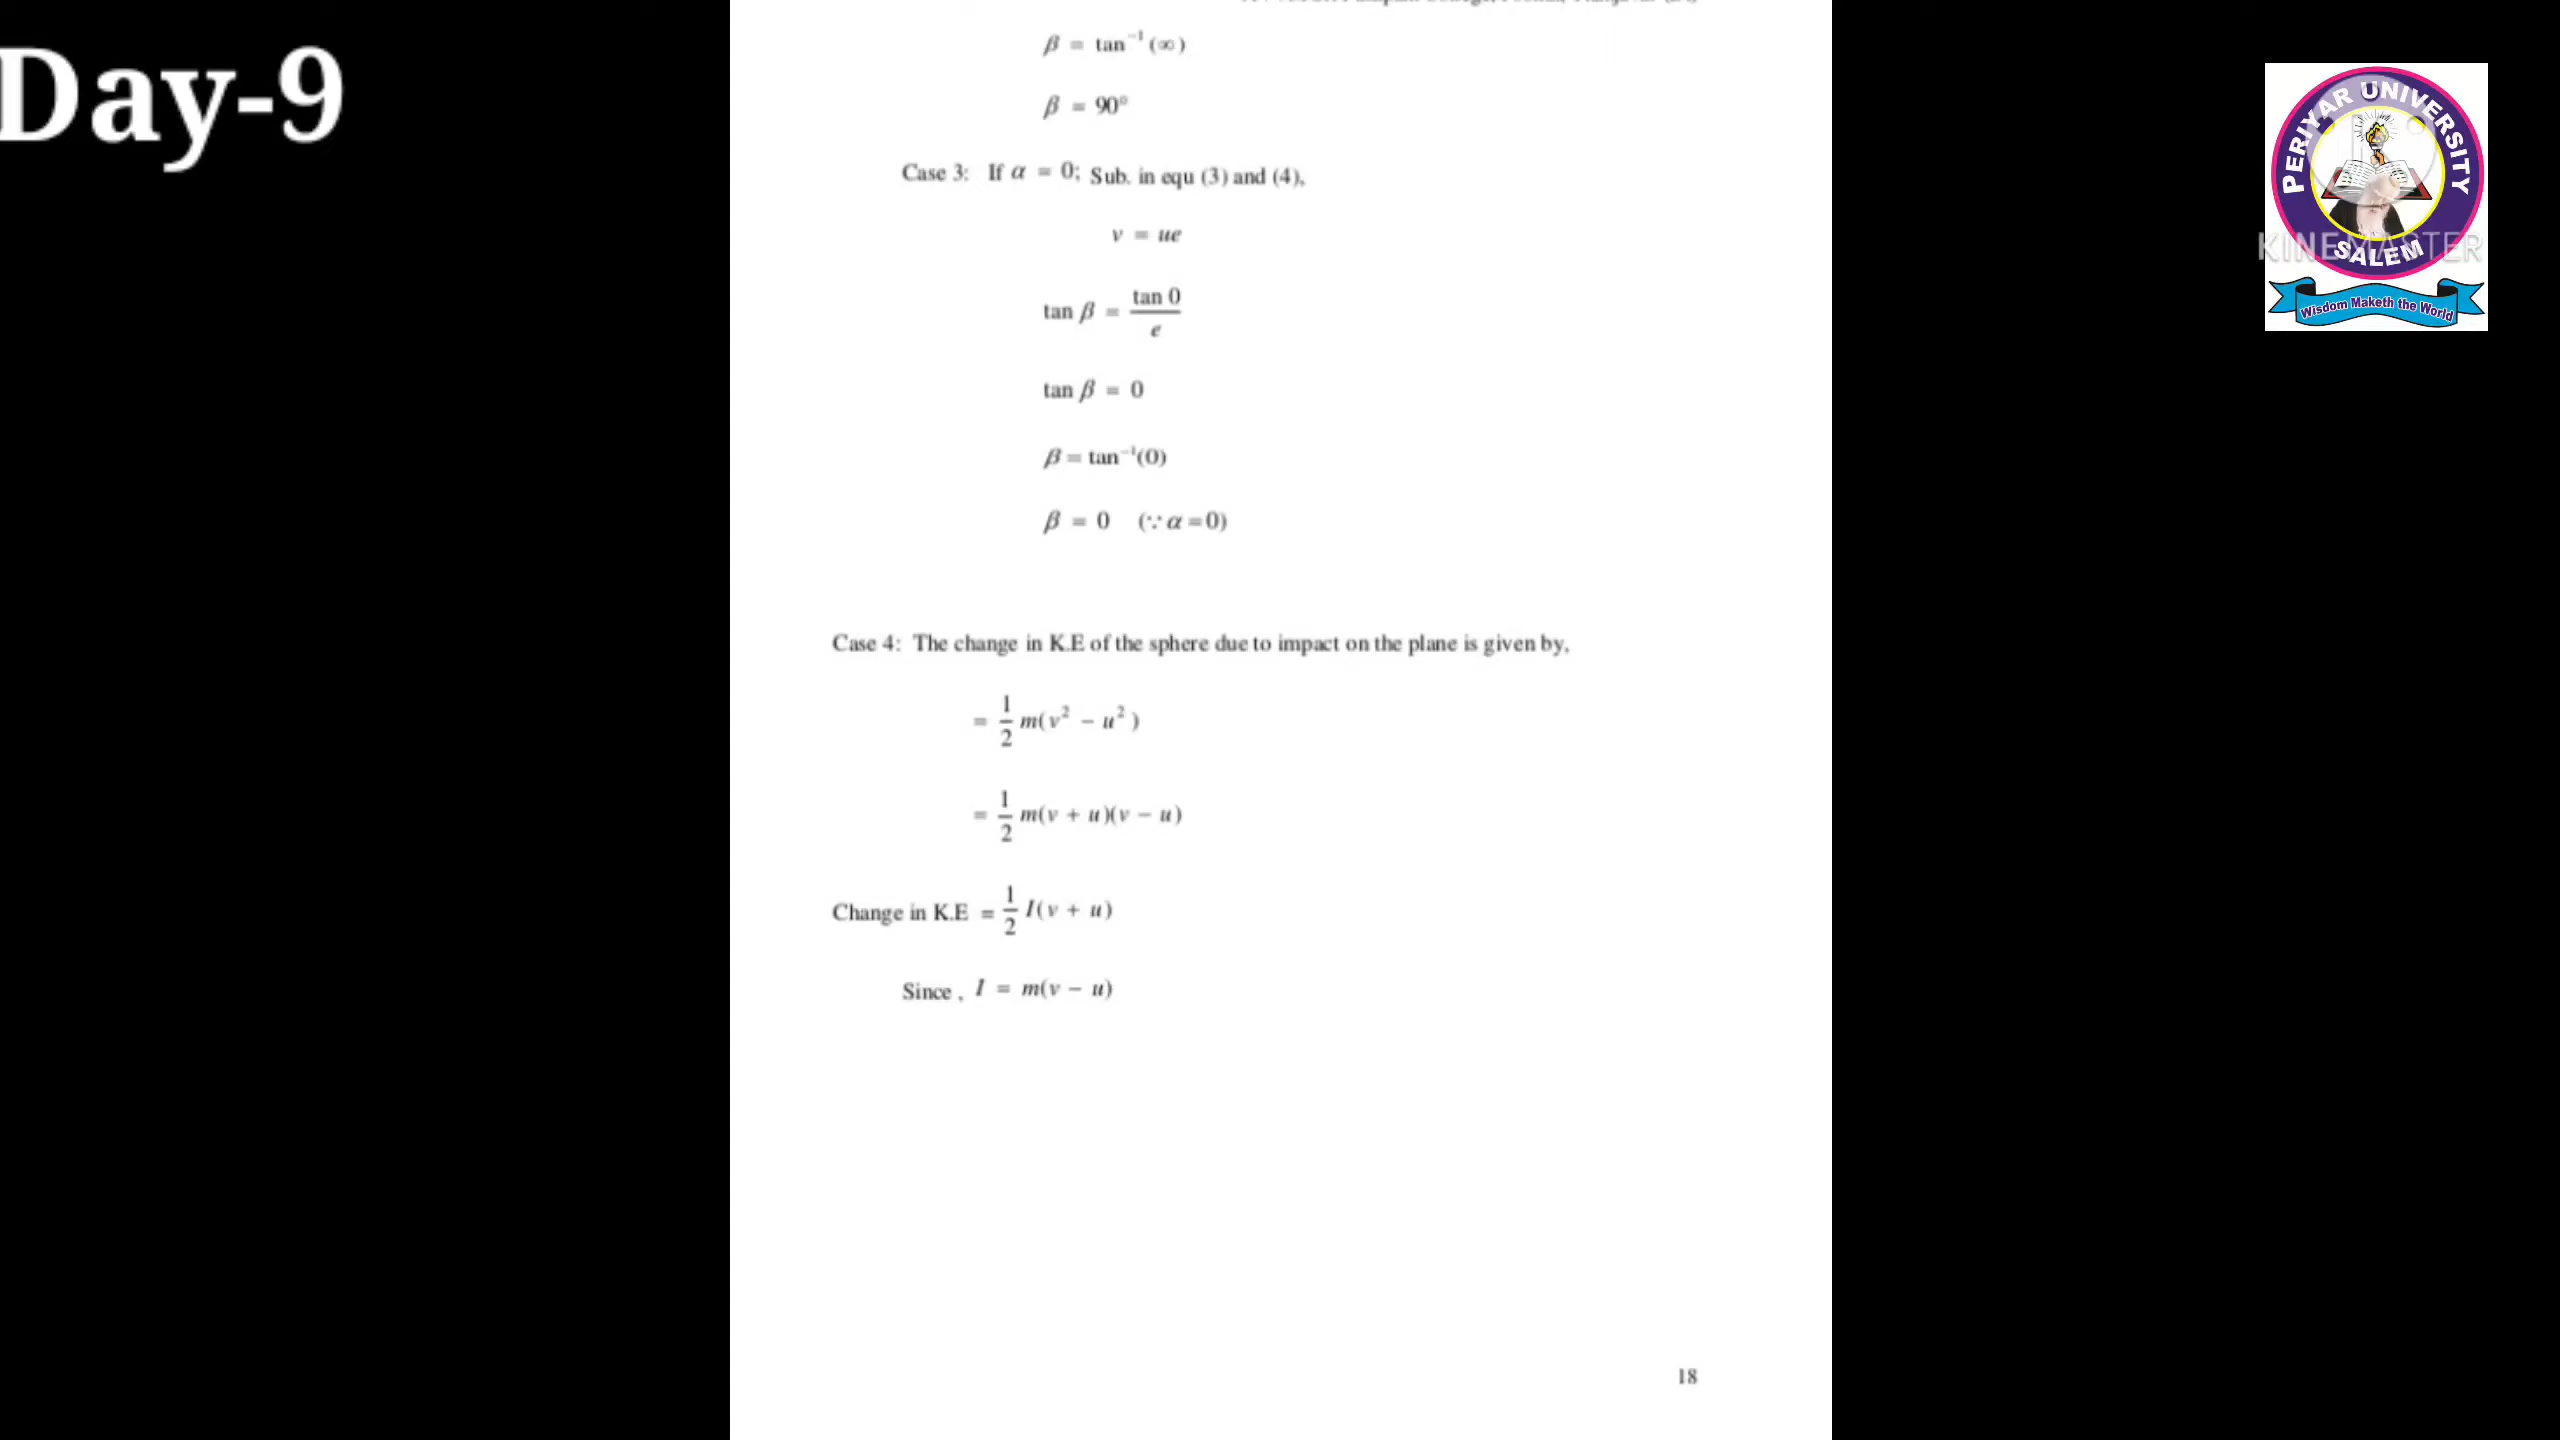 Day-9
β = tan⁻¹(∞)
β = 90°
Case 3: If α = 0; Sub. in equ (3) and (4),
v = ue
tan β = tan 0 / e
tan β = 0
β = tan⁻¹(0)
β = 0 (∵ α = 0)
Case 4: The change in K.E of the sphere due to impact on the plane is given by,
= 1/2 m(v² − u²)
= 1/2 m(v + u)(v − u)
Change in K.E = 1/2 I(v + u)
Since , I = m(v − u)
18
PERIYAR UNIVERSITY
KINEMASTER
SALEM
Wisdom Maketh the World